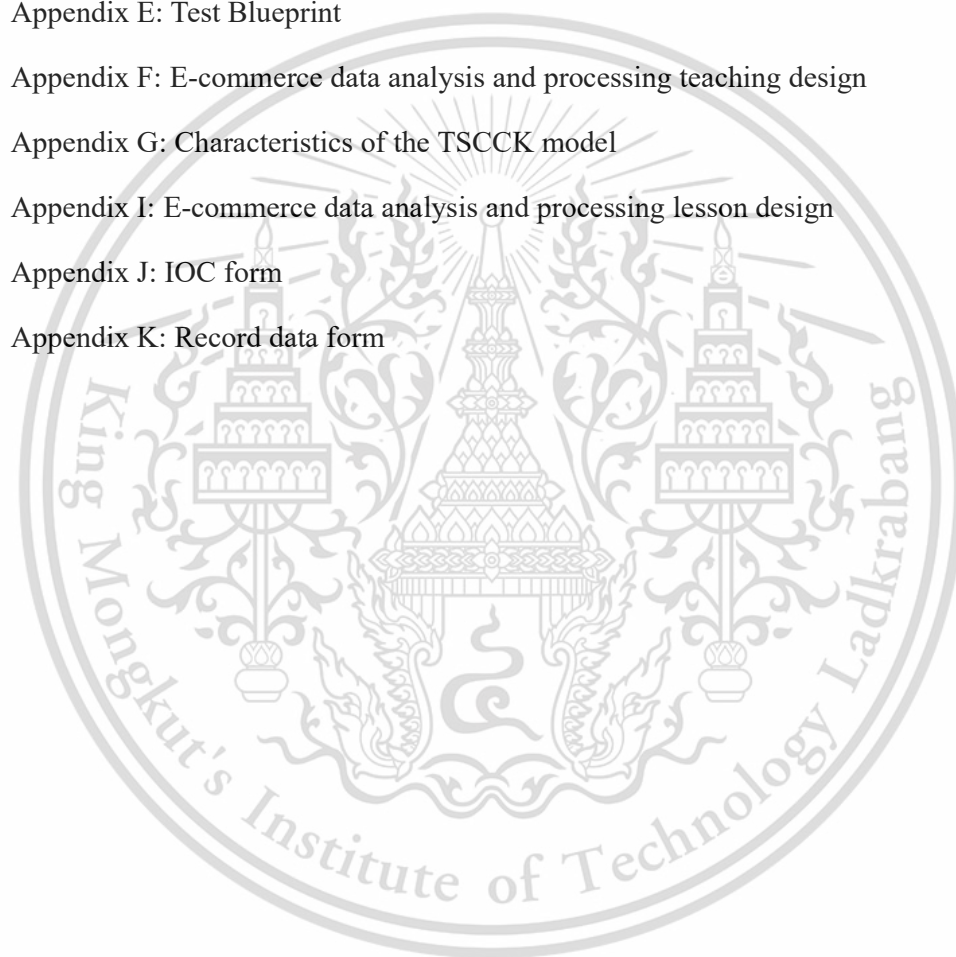 Appendix E: Test Blueprint
Appendix F: E-commerce data analysis and processing teaching design
Appendix G: Characteristics of the TSCCK model
Appendix I: E-commerce data analysis and processing lesson design
Appendix J: IOC form
Appendix K: Record data form
King Mongkut's Institute of Technology Ladkrabang